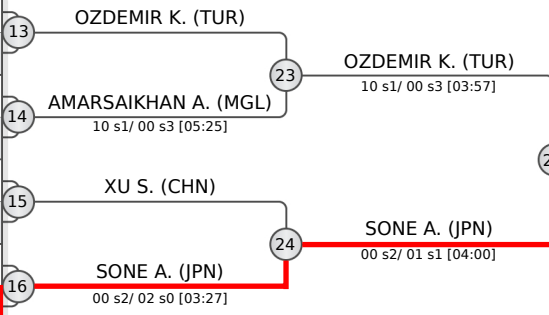 OZDEMIR K. (TUR)
13
OZDEMIR K. (TUR)
23
10 s1/ 00 s3 [03:57]
AMARSAIKHAN A. (MGL)
14
10 s1/ 00 s3 [05:25]
XU S. (CHN)
15
SONE A. (JPN)
24
00 s2/ 01 s1 [04:00]
SONE A. (JPN)
16
00 s2/ 02 s0 [03:27]